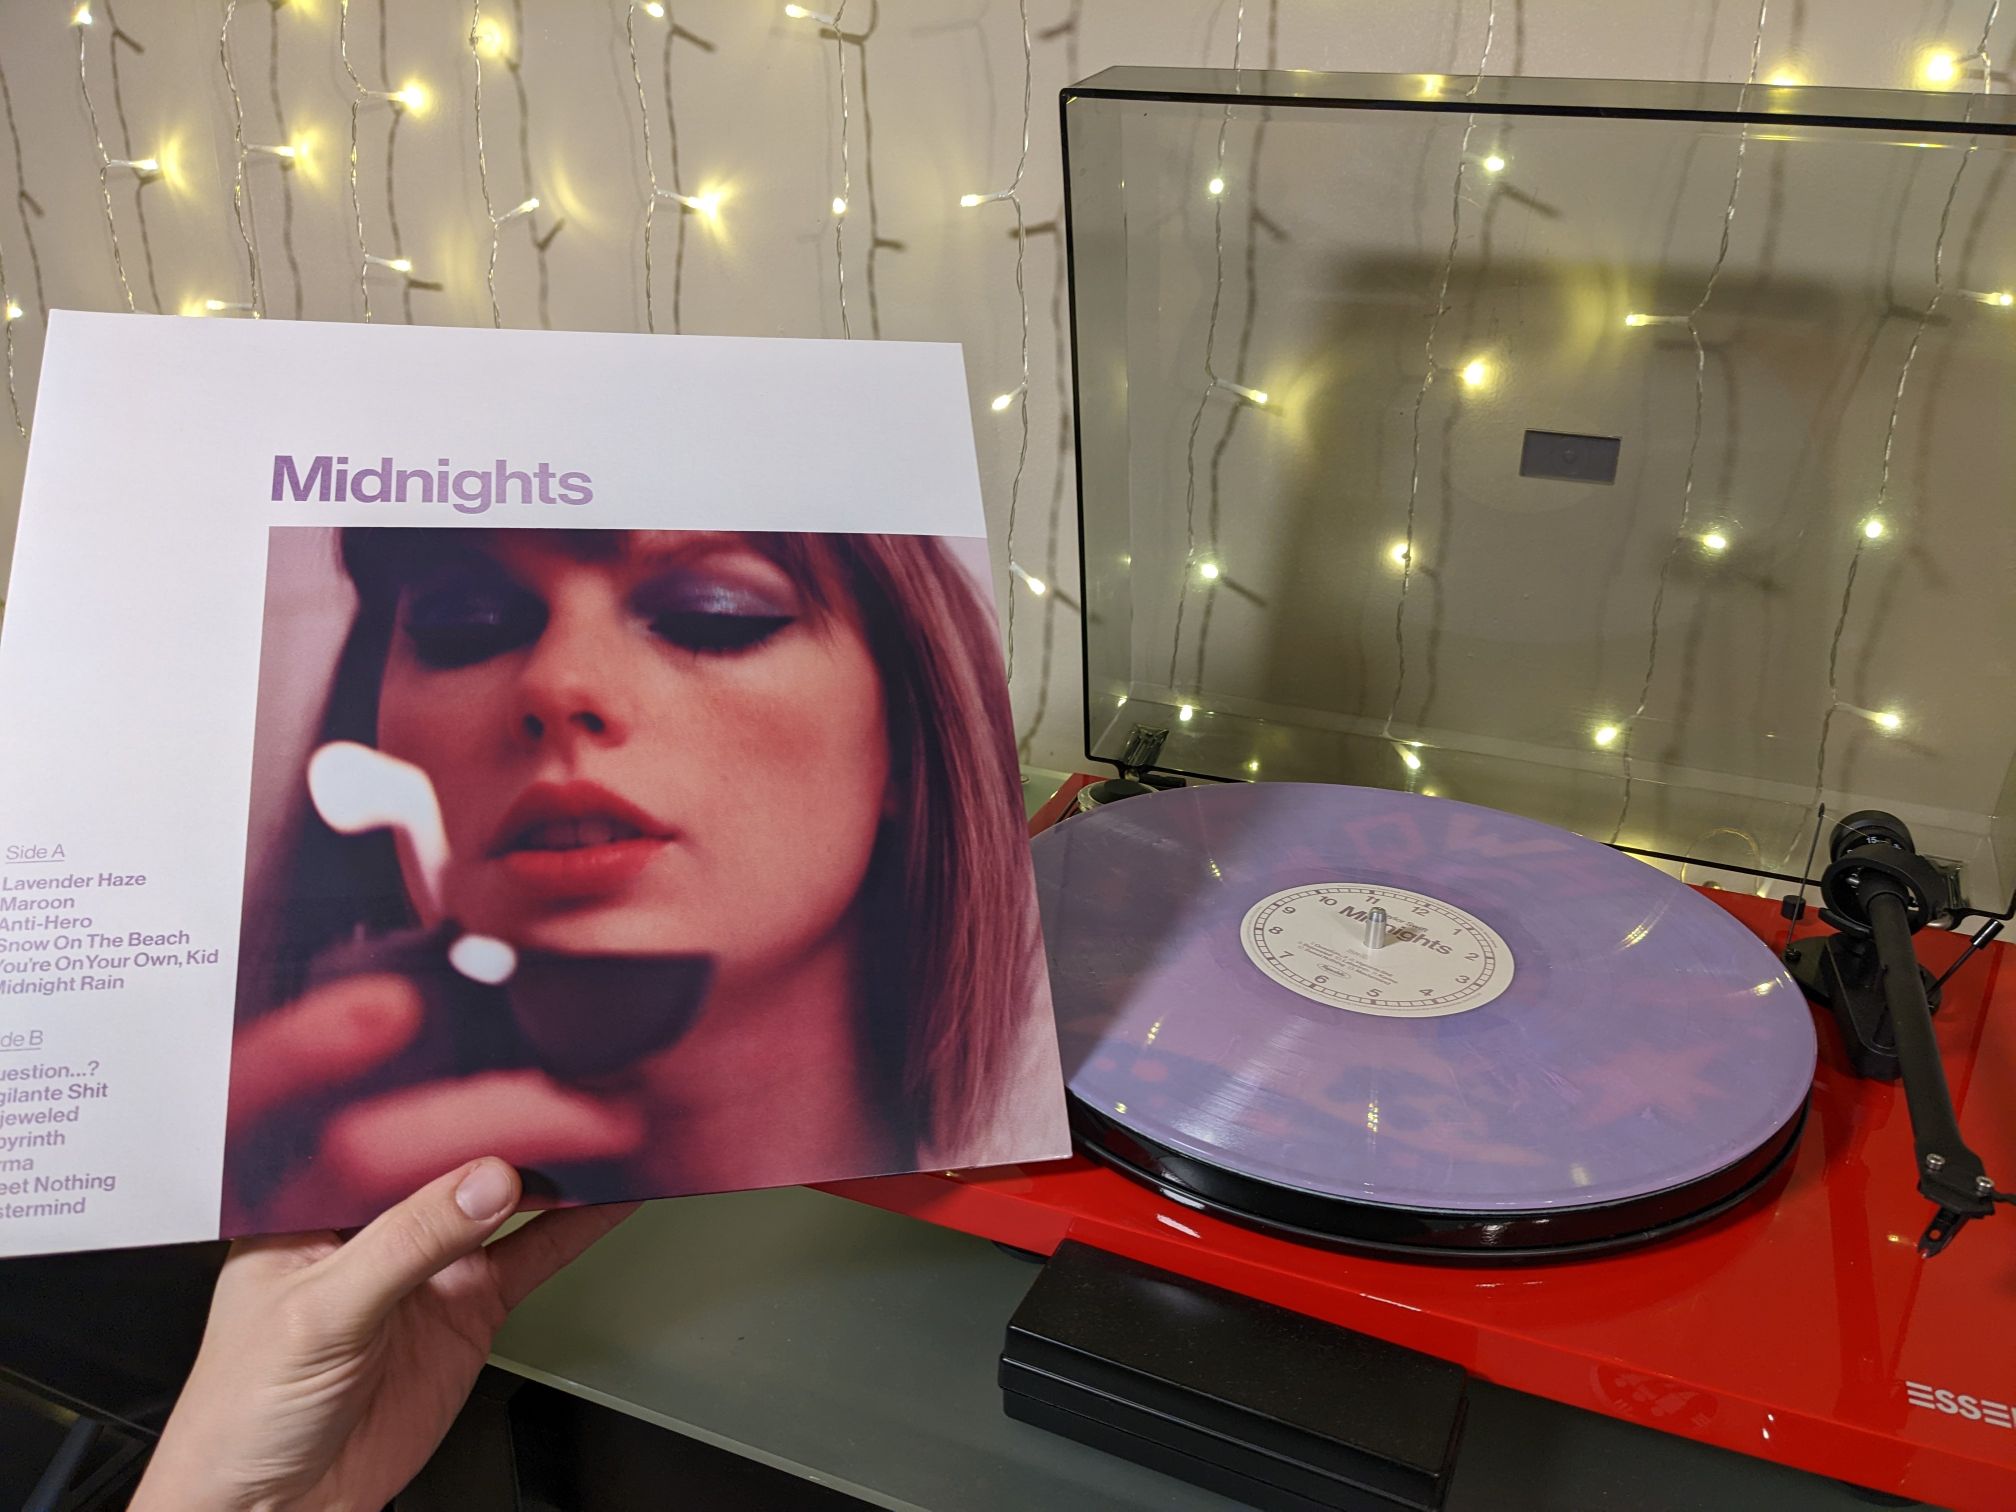 Midnights
Side A
Lavender Haze
Maroon
Anti-Hero
Snow On The Beach
You're On Your Own, Kid
Midnight Rain
de B
uestion...?
gilante Shit
jeweled
byrinth
rma
eet Nothing
stermind
11
12
10
1
9
2
8
3
7
4
6
5
Midnights
15
ESSE